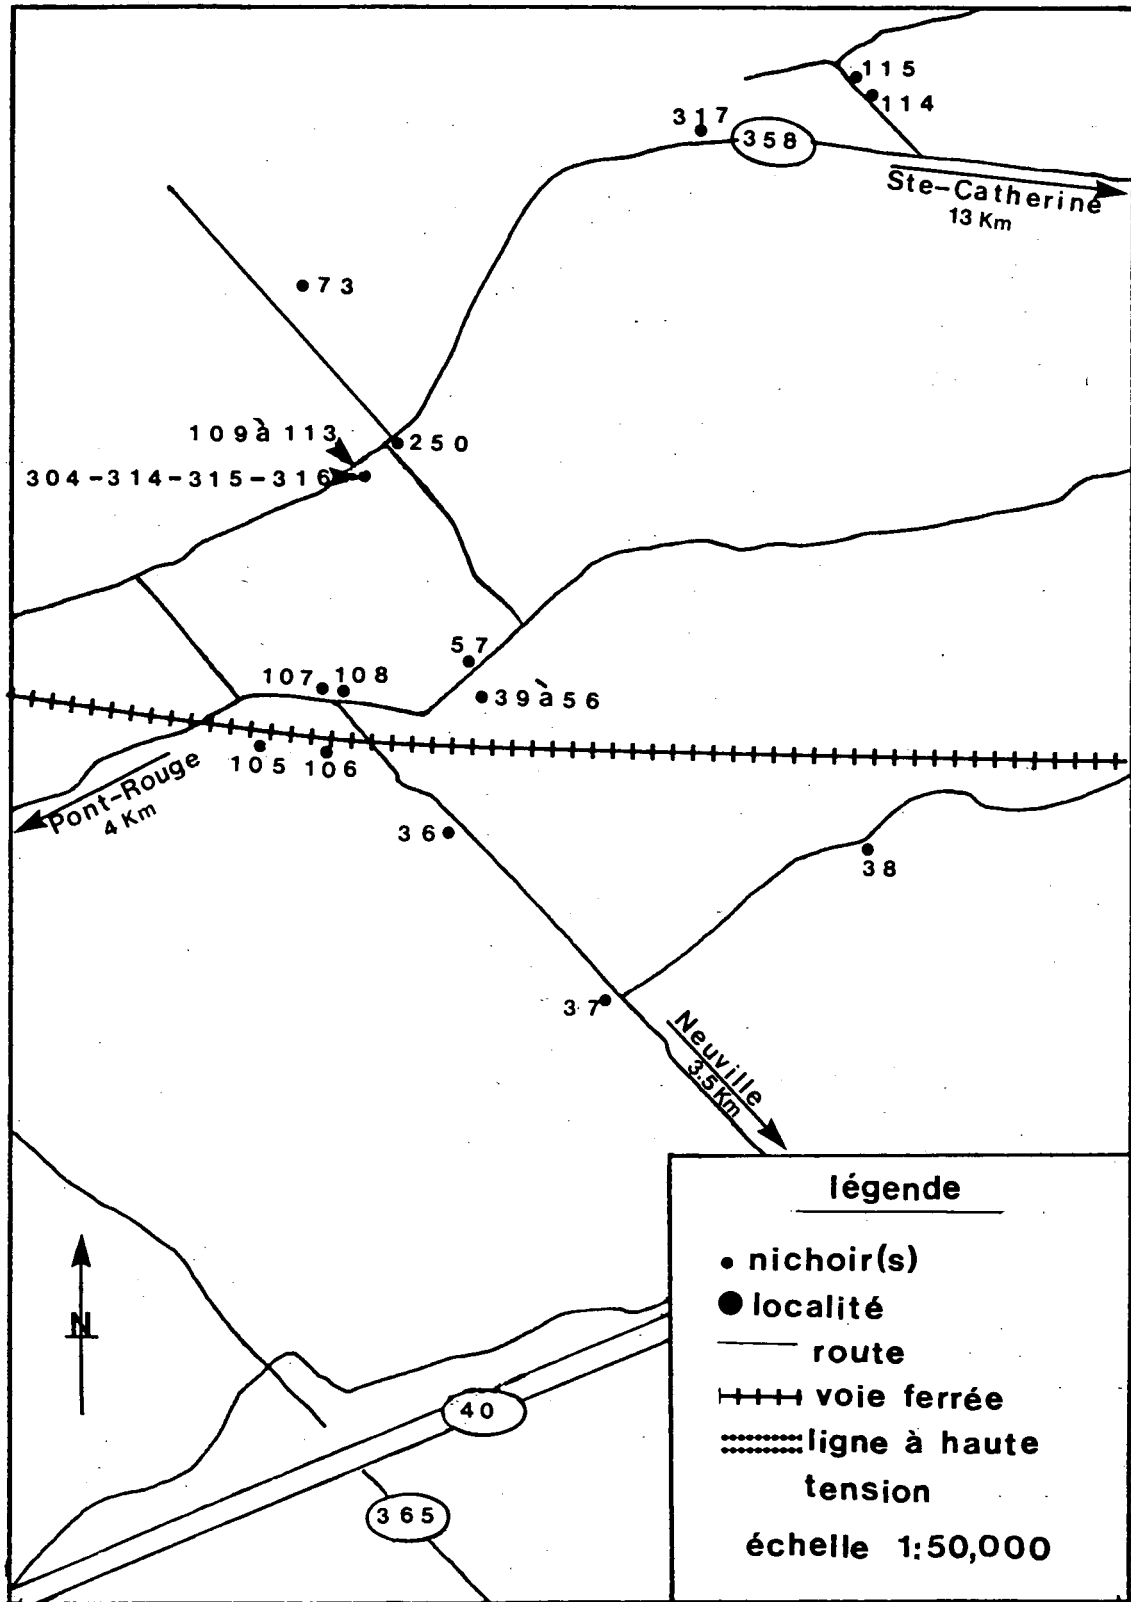 115
114
317
358
Ste-Catherine
13 Km
73
109 à 113
250
304-314-315-316
57
107 108
39 à 56
105 106
Pont-Rouge
4 Km
36
38
37
Neuville
3.5 Km
légende
nichoir(s)
localité
N
route
40
voie ferrée
ligne à haute
tension
365
échelle 1:50,000